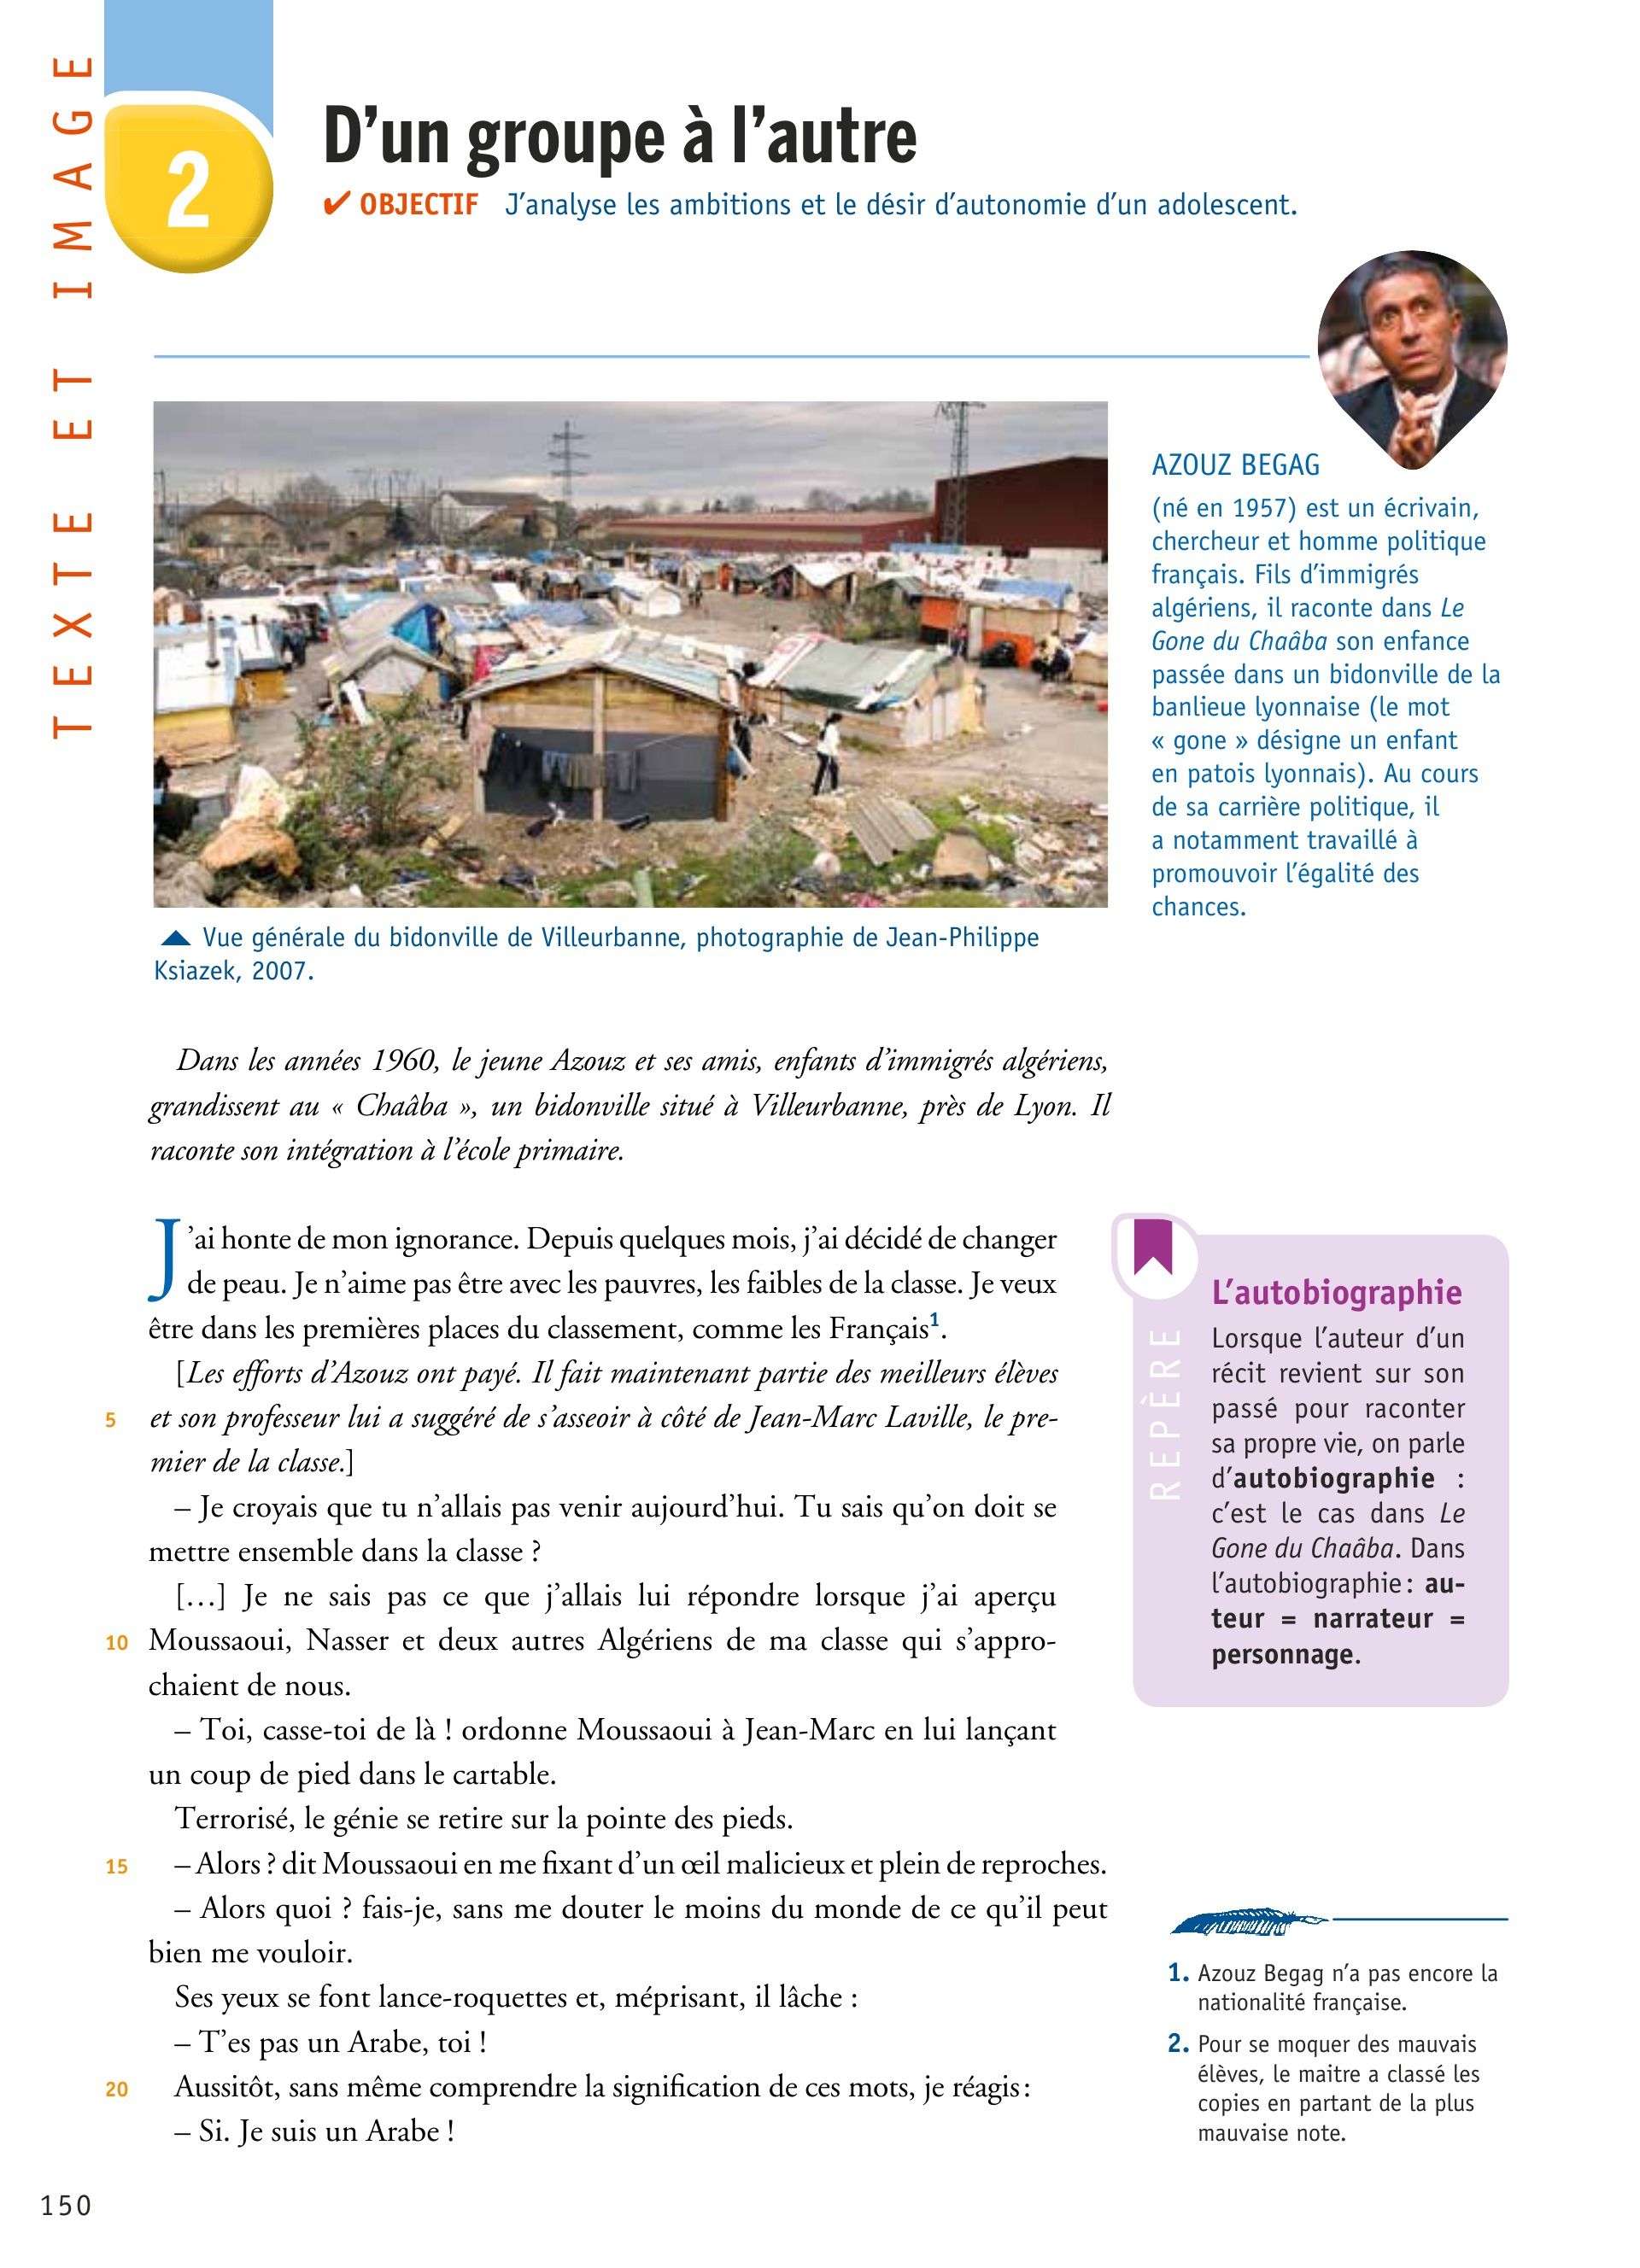 TEXTE ET IMAGE
2
D'un groupe à l'autre
✔ OBJECTIF J'analyse les ambitions et le désir d'autonomie d'un adolescent.
AZOUZ BEGAG
(né en 1957) est un écrivain,
chercheur et homme politique
français. Fils d'immigrés
algériens, il raconte dans Le
Gone du Chaâba son enfance
passée dans un bidonville de la
banlieue lyonnaise (le mot
« gone » désigne un enfant
en patois lyonnais). Au cours
de sa carrière politique, il
a notamment travaillé à
promouvoir l'égalité des
chances.
Vue générale du bidonville de Villeurbanne, photographie de Jean-Philippe
Ksiazek, 2007.
Dans les années 1960, le jeune Azouz et ses amis, enfants d'immigrés algériens,
grandissent au « Chaâba », un bidonville situé à Villeurbanne, près de Lyon. Il
raconte son intégration à l'école primaire.
J'ai honte de mon ignorance. Depuis quelques mois, j'ai décidé de changer
de peau. Je n'aime pas être avec les pauvres, les faibles de la classe. Je veux
être dans les premières places du classement, comme les Français1.
[Les efforts d'Azouz ont payé. Il fait maintenant partie des meilleurs élèves
5 et son professeur lui a suggéré de s'asseoir à côté de Jean-Marc Laville, le pre-
mier de la classe.]
– Je croyais que tu n'allais pas venir aujourd'hui. Tu sais qu'on doit se
mettre ensemble dans la classe ?
[…] Je ne sais pas ce que j'allais lui répondre lorsque j'ai aperçu
10 Moussaoui, Nasser et deux autres Algériens de ma classe qui s'appro-
chaient de nous.
– Toi, casse-toi de là ! ordonne Moussaoui à Jean-Marc en lui lançant
un coup de pied dans le cartable.
Terrorisé, le génie se retire sur la pointe des pieds.
15 – Alors ? dit Moussaoui en me fixant d'un œil malicieux et plein de reproches.
– Alors quoi ? fais-je, sans me douter le moins du monde de ce qu'il peut
bien me vouloir.
Ses yeux se font lance-roquettes et, méprisant, il lâche :
– T'es pas un Arabe, toi !
20 Aussitôt, sans même comprendre la signification de ces mots, je réagis :
– Si. Je suis un Arabe !
REPÈRE
L'autobiographie
Lorsque l'auteur d'un
récit revient sur son
passé pour raconter
sa propre vie, on parle
d'autobiographie :
c'est le cas dans Le
Gone du Chaâba. Dans
l'autobiographie : au-
teur = narrateur =
personnage.
1. Azouz Begag n'a pas encore la
nationalité française.
2. Pour se moquer des mauvais
élèves, le maitre a classé les
copies en partant de la plus
mauvaise note.
150